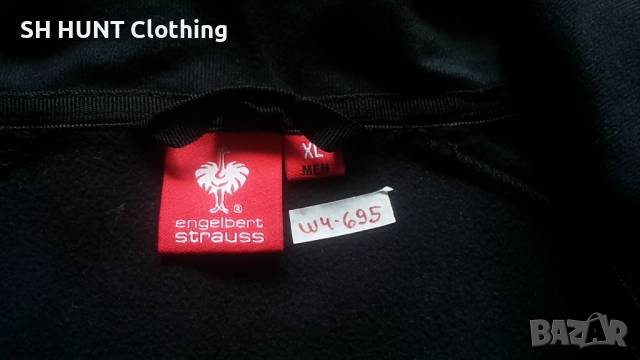 SH HUNT Clothing
XL
MEN
®
engelbert
strauss
w4-695
BAZAR